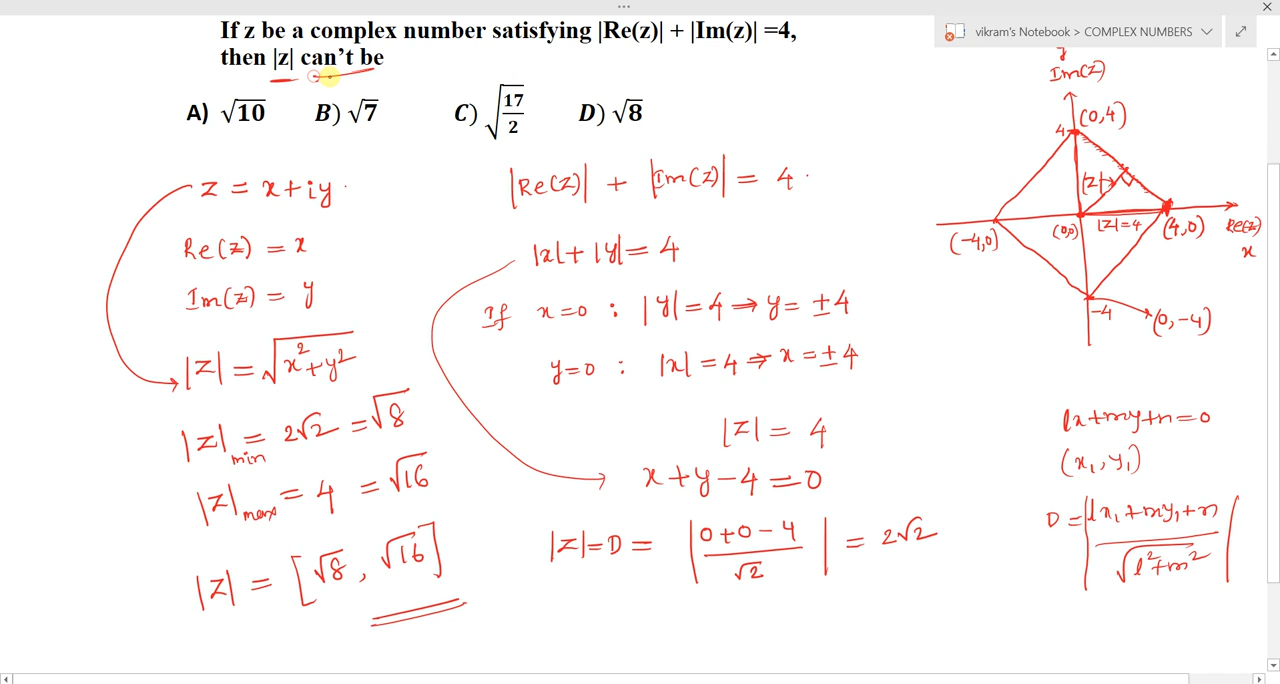 If z be a complex number satisfying |Re(z)| + |Im(z)| =4,
then |z| can't be
A) √10 B) √7 C) √(17/2) D) √8
vikram's Notebook > COMPLEX NUMBERS
z = x + iy
Re(z) = x
Im(z) = y
|z| = √(x² + y²)
|z| min = 2√2 = √8
|z| max = 4 = √16
|z| = [√8, √16]
|Re(z)| + |Im(z)| = 4
|x| + |y| = 4
If x=0 : |y| = 4 ⇒ y = ±4
y=0 : |x| = 4 ⇒ x = ±4
|z| = 4
x + y - 4 = 0
|z| = D = |(0+0-4)/√2| = 2√2
y
Im(z)
4 (0,4)
|z|
(-4,0) (0,0) |z|=4 (4,0) Re(z)
x
-4 (0,-4)
lx+my+n=0
(x₁, y₁)
D = |(lx₁+my₁+n)/√(l²+m²)|